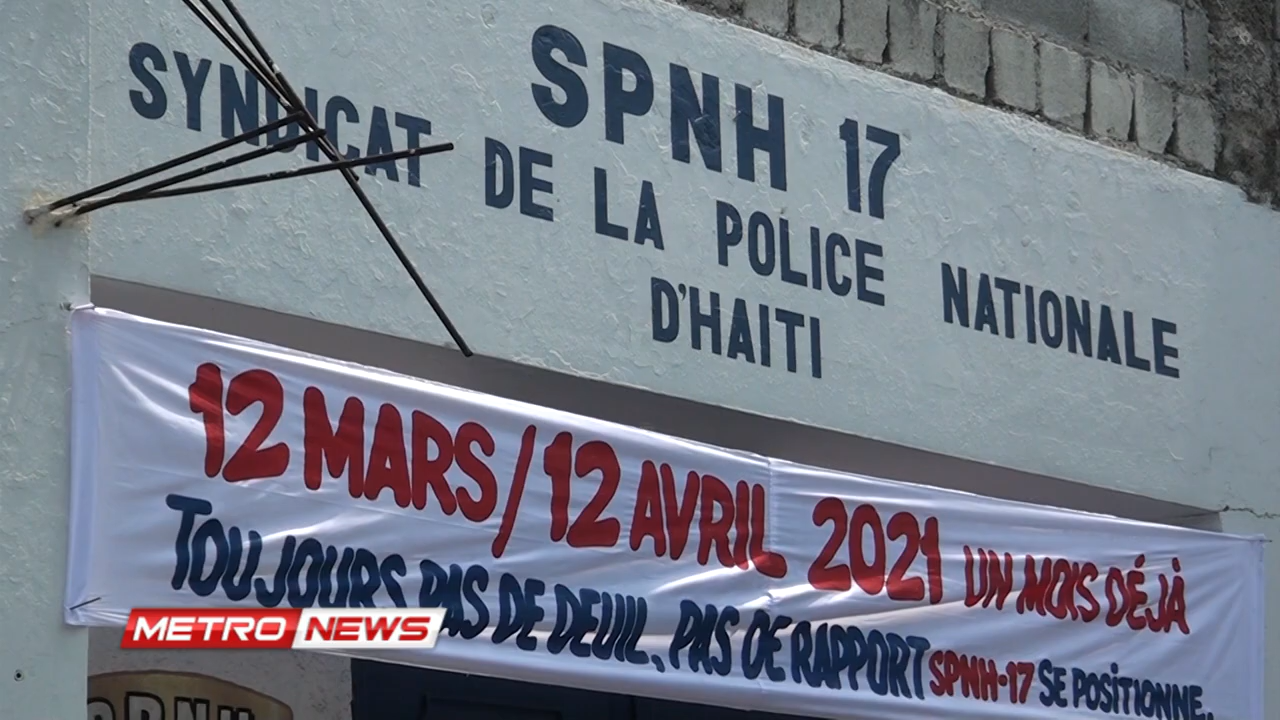 SPNH 17
SYNDICAT DE LA POLICE NATIONALE
D'HAITI
12 MARS / 12 AVRIL 2021 UN MOIS DÉJÀ
TOUJOURS PAS DE DEUIL, PAS DE RAPPORT SPNH-17 SE POSITIONNE.
METRO NEWS
SPNH